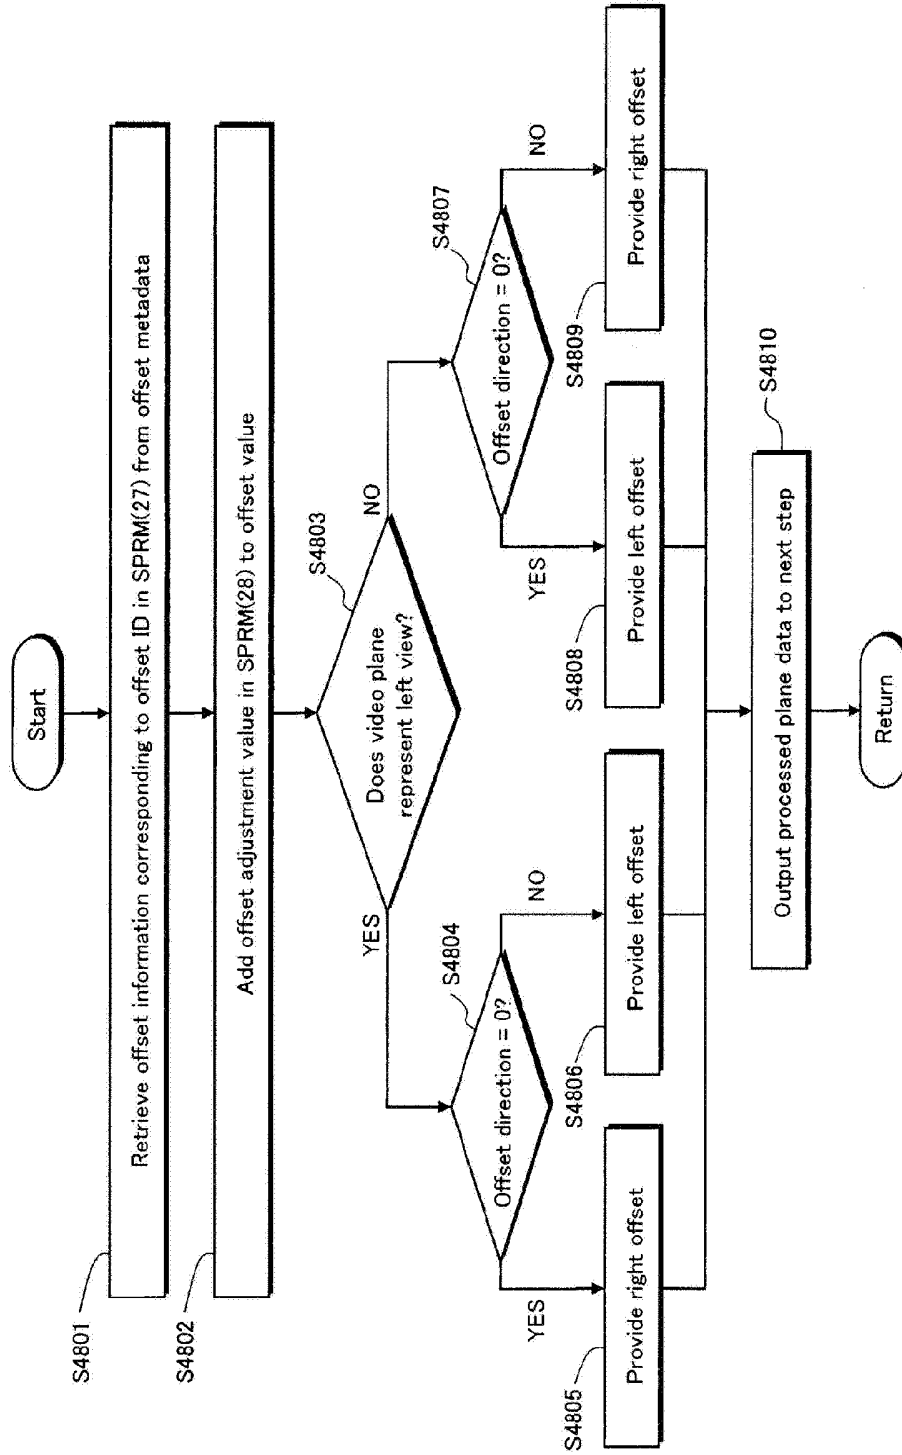 Start
S4801
Retrieve offset information corresponding to offset ID in SPRM(27) from offset metadata
S4802
Add offset adjustment value in SPRM(28) to offset value
S4803
Does video plane
represent left view?
YES
NO
S4804
Offset direction = 0?
YES
NO
S4807
Offset direction = 0?
YES
NO
S4805
Provide right offset
S4806
Provide left offset
S4808
Provide left offset
S4809
Provide right offset
S4810
Output processed plane data to next step
Return